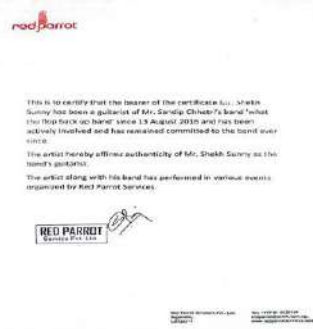 red parrot
This is to certify that the bearer of the certificate Shekh
Sunny has been a guitarist of Mr. Sandip Chhetri's band 'what
the flop back up band' since 13 August 2016 and has been
actively involved and has remained committed to the band ever
since.
The artist hereby affirms authenticity of Mr. Shekh Sunny as the
band's guitarist.
The artist along with his band has performed in various events
organized by Red Parrot Services.
RED PARROT
Service Pvt. Ltd.